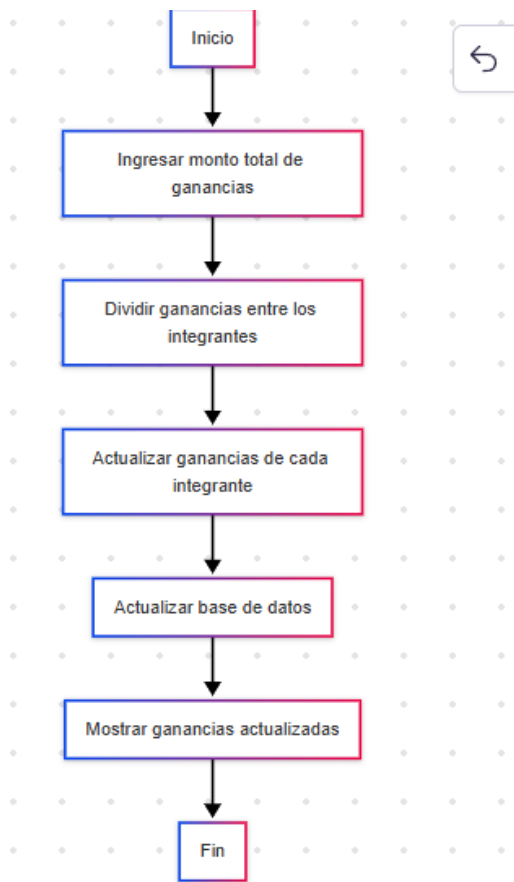 Inicio
Ingresar monto total de
ganancias
Dividir ganancias entre los
integrantes
Actualizar ganancias de cada
integrante
Actualizar base de datos
Mostrar ganancias actualizadas
Fin